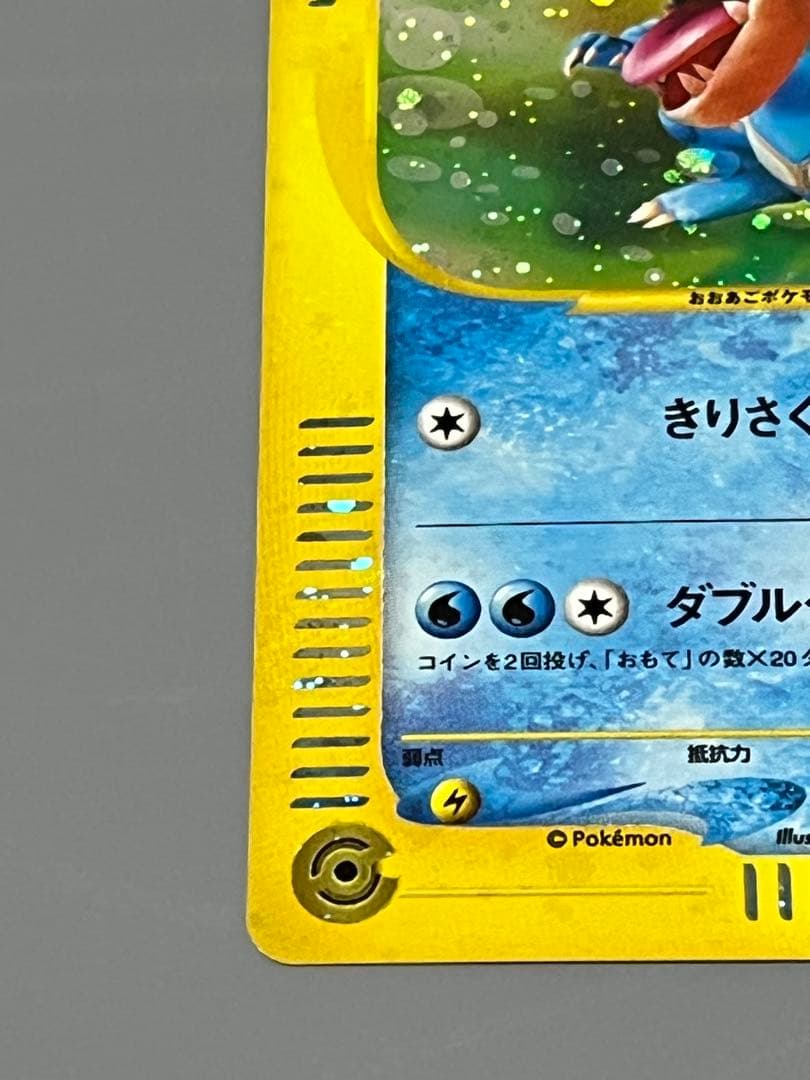 おおあごポケモ
きりさく
ダブルク
コインを2回投げ、「おもて」の数×20
弱点 抵抗力
© Pokémon Illus